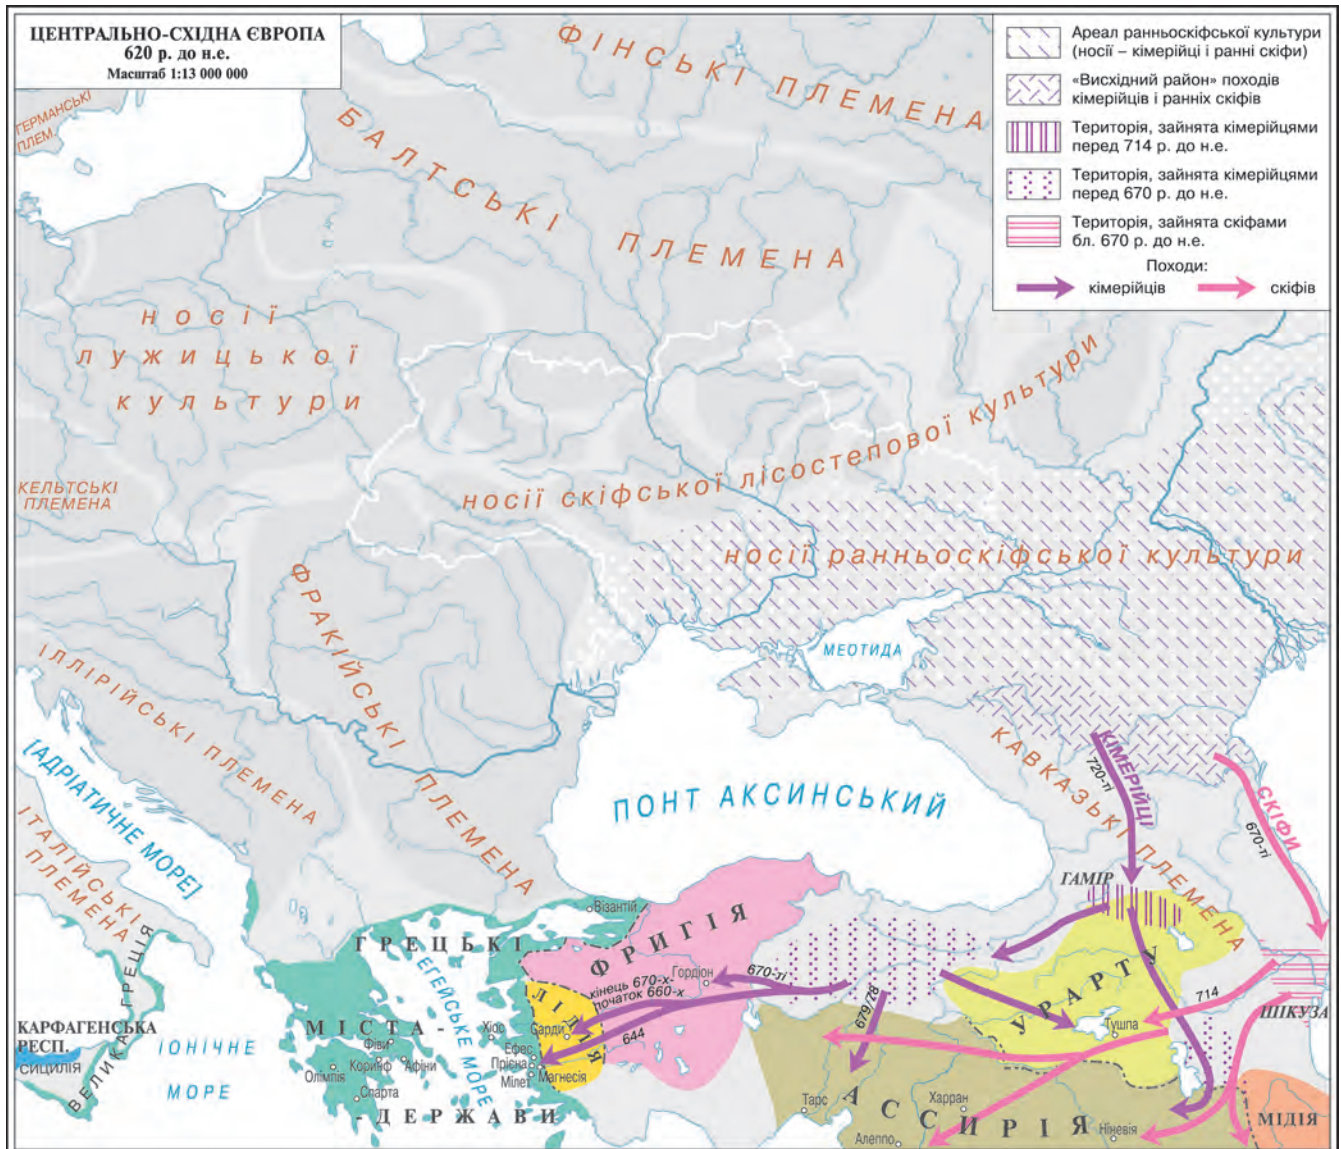 ЦЕНТРАЛЬНО-СХІДНА ЄВРОПА
620 р. до н.е.
Масштаб 1:13 000 000
Ареал ранньоскіфської культури
(носії – кімерійці і ранні скіфи)
«Висхідний район» походів
кімерійців і ранніх скіфів
Територія, зайнята кімерійцями
перед 714 р. до н.е.
Територія, зайнята кімерійцями
перед 670 р. до н.е.
Територія, зайнята скіфами
бл. 670 р. до н.е.
Походи:
кімерійців
скіфів
ФІНСЬКІ ПЛЕМЕНА
ГЕРМАНСЬКІ
ПЛЕМ.
БАЛТСЬКІ ПЛЕМЕНА
носії
лужицької
культури
КЕЛЬТСЬКІ
ПЛЕМЕНА
носії скіфської лісостепової культури
носії ранньоскіфської культури
ФРАКІЙСЬКІ ПЛЕМЕНА
ІЛЛІРІЙСЬКІ ПЛЕМЕНА
МЕОТИДА
[АДРІАТИЧНЕ МОРЕ]
ІТАЛІЙСЬКІ
ПЛЕМЕНА
ПОНТ АКСИНСЬКИЙ
КАВКАЗЬКІ ПЛЕМЕНА
КІМЕРІЙЦІ
720-ті
СКІФИ
670-ті
ГАМІР
Візантій
ГРЕЦЬКІ
МІСТА-
-ДЕРЖАВИ
ФРИГІЯ
Гордіон
670-ті
кінець 670-х-
початок 660-х
644
679/78
ЛІДІЯ
Сарди
УРАРТУ
Тушпа
714
ШІКУЗА
ЕГЕЙСЬКЕ МОРЕ
Хіос
Ефес
Прієна
Мілет
Магнесія
Фіви
Коринф
Афіни
Олімпія
Спарта
КАРФАГЕНСЬКА
РЕСП.
СИЦИЛІЯ
ВЕЛИКА ГРЕЦІЯ
ІОНІЧНЕ
МОРЕ
АССИРІЯ
Тарс
Харран
Алеппо
Ніневія
МІДІЯ